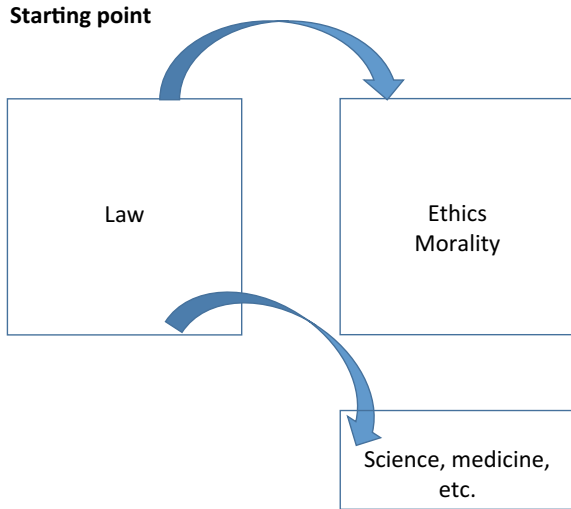 Starting point
Law
Ethics
Morality
Science, medicine,
etc.